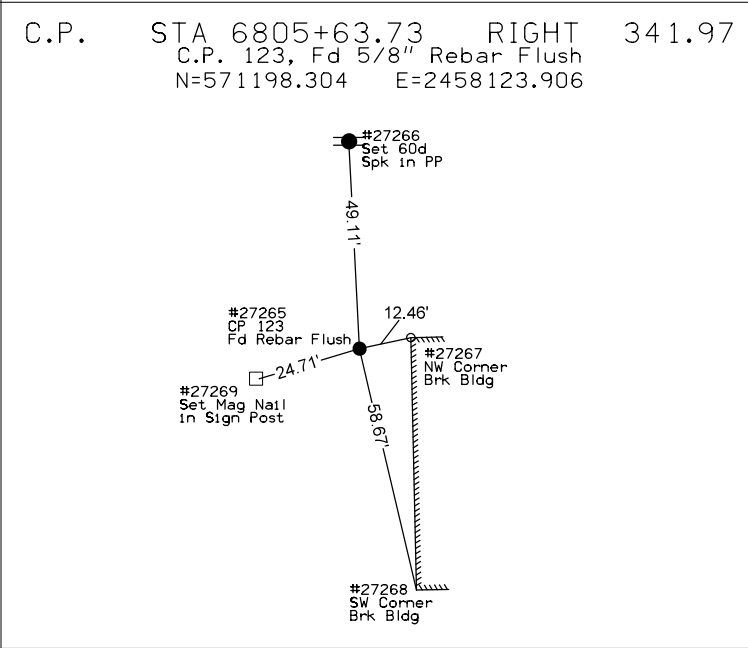 C.P. STA 6805+63.73 RIGHT 341.97
C.P. 123, Fd 5/8" Rebar Flush
N=571198.304 E=2458123.906
#27266
Set 60d
Spk in PP
49.11'
#27265
CP 123
Fd Rebar Flush
12.46'
#27267
NW Corner
Brk Bldg
24.71'
#27269
Set Mag Nail
in Sign Post
58.67'
#27268
SW Corner
Brk Bldg